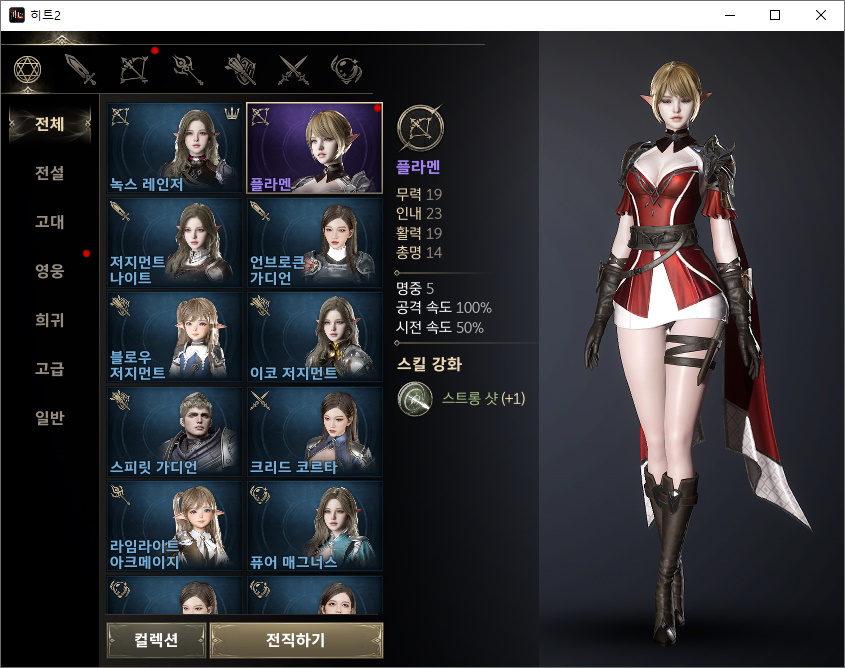 히트2
전체
전설
고대
영웅
희귀
고급
일반
녹스 레인저
플라멘
저지먼트
나이트
언브로큰
가디언
블로우
저지먼트
이코 저지먼트
스피릿 가디언
크리드 코르타
라임라이트
아크메이지
퓨어 매그너스
컬렉션
전직하기
플라멘
무력 19
인내 23
활력 19
총명 14
명중 5
공격 속도 100%
시전 속도 50%
스킬 강화
스트롱 샷 (+1)